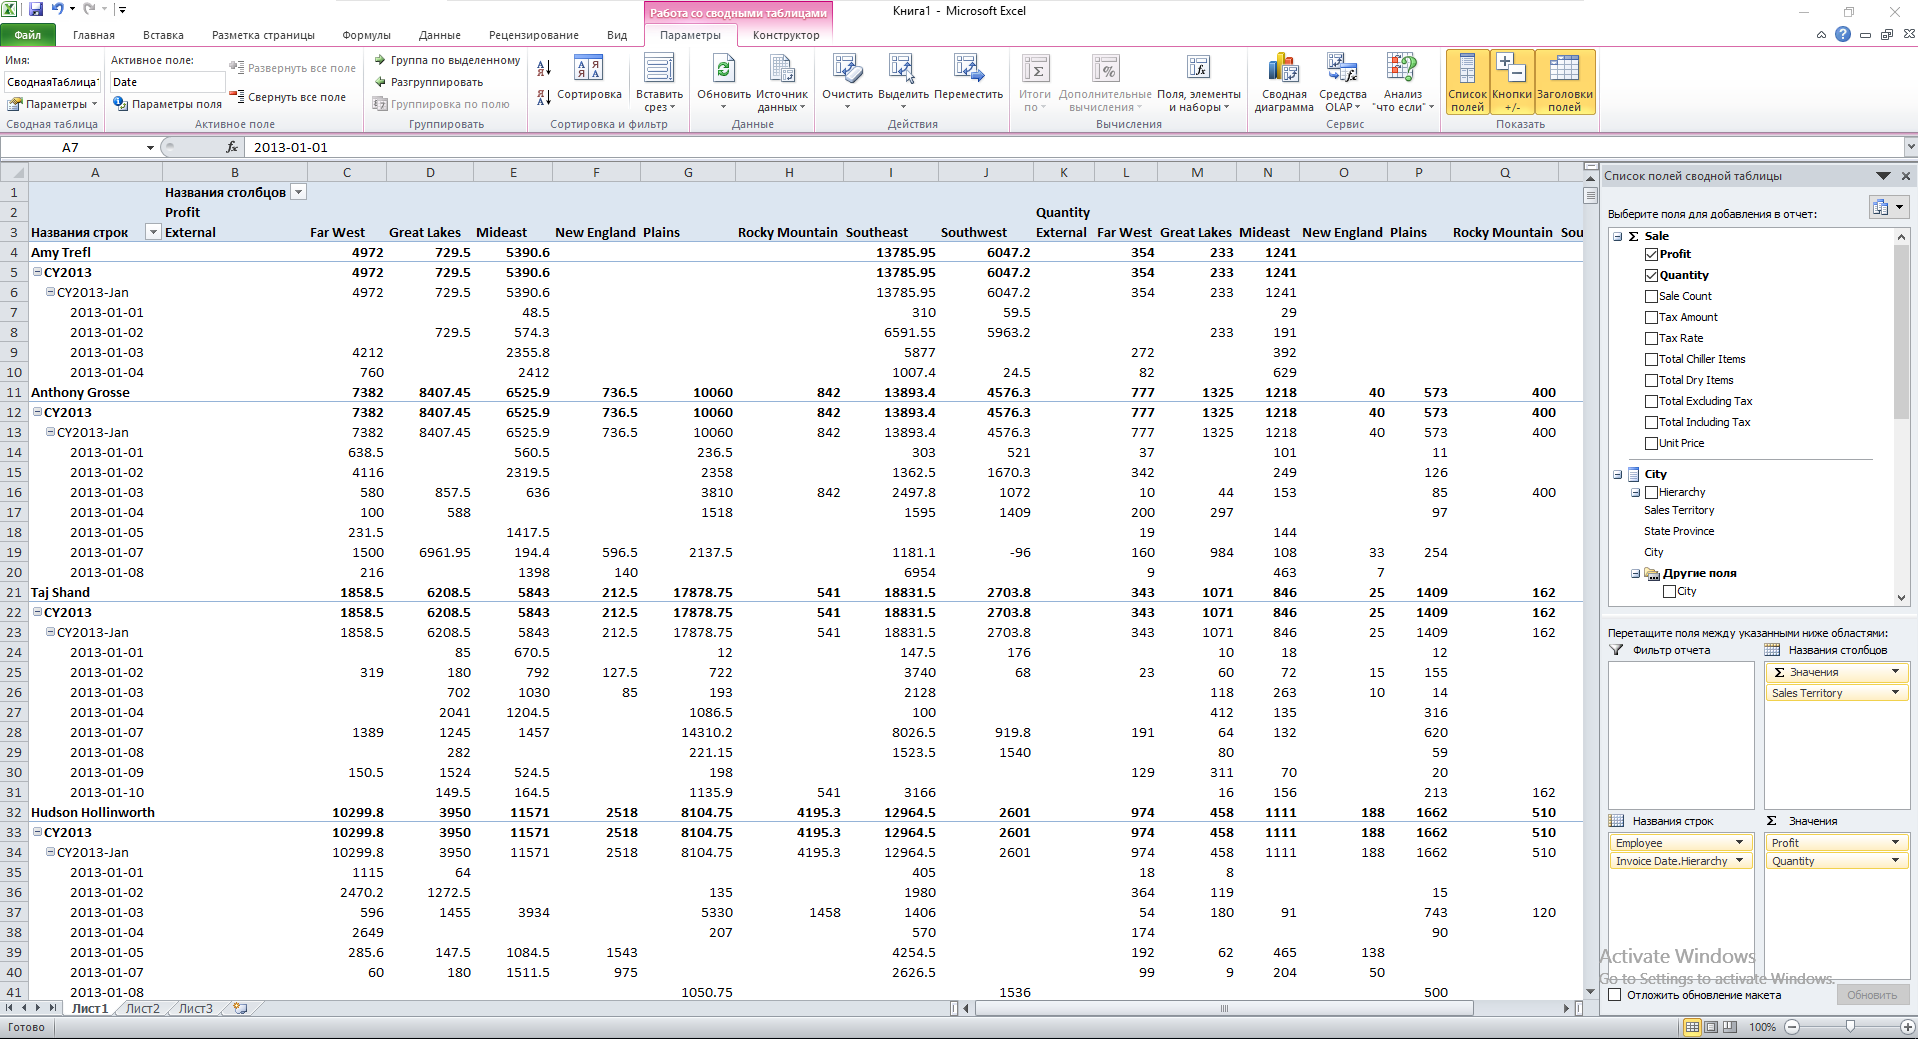 Работа со сводными таблицами
Книга1 - Microsoft Excel
Файл Главная Вставка Разметка страницы Формулы Данные Рецензирование Вид Параметры Конструктор
Имя: Активное поле: Развернуть все поле Группа по выделенному
СводнаяТаблица1 Date Разгруппировать Сортировка Вставить Обновить Источник Очистить Выделить Переместить Итоги Дополнительные Поля, элементы Сводная Средства Анализ Список Кнопки Заголовки
Параметры Параметры поля Свернуть все поле Группировка по полю срез данных по вычисления и наборы диаграмма OLAP "что если" полей +/- полей
Сводная таблица Активное поле Группировать Сортировка и фильтр Данные Действия Вычисления Сервис Показать
A7 fx 2013-01-01
A B C D E F G H I J K L M N O P Q
1 Названия столбцов
2 Profit Quantity
3 Названия строк External Far West Great Lakes Mideast New England Plains Rocky Mountain Southeast Southwest External Far West Great Lakes Mideast New England Plains Rocky Mountain Sou
4 Amy Trefl 4972 729.5 5390.6 13785.95 6047.2 354 233 1241
5 CY2013 4972 729.5 5390.6 13785.95 6047.2 354 233 1241
6 CY2013-Jan 4972 729.5 5390.6 13785.95 6047.2 354 233 1241
7 2013-01-01 48.5 310 59.5 29
8 2013-01-02 729.5 574.3 6591.55 5963.2 233 191
9 2013-01-03 4212 2355.8 5877 272 392
10 2013-01-04 760 2412 1007.4 24.5 82 629
11 Anthony Grosse 7382 8407.45 6525.9 736.5 10060 842 13893.4 4576.3 777 1325 1218 40 573 400
12 CY2013 7382 8407.45 6525.9 736.5 10060 842 13893.4 4576.3 777 1325 1218 40 573 400
13 CY2013-Jan 7382 8407.45 6525.9 736.5 10060 842 13893.4 4576.3 777 1325 1218 40 573 400
14 2013-01-01 638.5 560.5 236.5 303 521 37 101 11
15 2013-01-02 4116 2319.5 2358 1362.5 1670.3 342 249 126
16 2013-01-03 580 857.5 636 3810 842 2497.8 1072 10 44 153 85 400
17 2013-01-04 100 588 1518 1595 1409 200 297 97
18 2013-01-05 231.5 1417.5 19 144
19 2013-01-07 1500 6961.95 194.4 596.5 2137.5 1181.1 -96 160 984 108 33 254
20 2013-01-08 216 1398 140 6954 9 463 7
21 Taj Shand 1858.5 6208.5 5843 212.5 17878.75 541 18831.5 2703.8 343 1071 846 25 1409 162
22 CY2013 1858.5 6208.5 5843 212.5 17878.75 541 18831.5 2703.8 343 1071 846 25 1409 162
23 CY2013-Jan 1858.5 6208.5 5843 212.5 17878.75 541 18831.5 2703.8 343 1071 846 25 1409 162
24 2013-01-01 85 670.5 12 147.5 176 10 18 12
25 2013-01-02 319 180 792 127.5 722 3740 68 23 60 72 15 155
26 2013-01-03 702 1030 85 193 2128 118 263 10 14
27 2013-01-04 2041 1204.5 1086.5 100 412 135 316
28 2013-01-07 1389 1245 1457 14310.2 8026.5 919.8 191 64 132 620
29 2013-01-08 282 221.15 1523.5 1540 80 59
30 2013-01-09 150.5 1524 524.5 198 129 311 70 20
31 2013-01-10 149.5 164.5 1135.9 541 3166 16 156 213 162
32 Hudson Hollinworth 10299.8 3950 11571 2518 8104.75 4195.3 12964.5 2601 974 458 1111 188 1662 510
33 CY2013 10299.8 3950 11571 2518 8104.75 4195.3 12964.5 2601 974 458 1111 188 1662 510
34 CY2013-Jan 10299.8 3950 11571 2518 8104.75 4195.3 12964.5 2601 974 458 1111 188 1662 510
35 2013-01-01 1115 64 405 18 8
36 2013-01-02 2470.2 1272.5 135 1980 364 119 15
37 2013-01-03 596 1455 3934 5330 1458 1406 54 180 91 743 120
38 2013-01-04 2649 207 570 174 90
39 2013-01-05 285.6 147.5 1084.5 1543 4254.5 192 62 465 138
40 2013-01-07 60 180 1511.5 975 2626.5 99 9 204 50
41 2013-01-08 1050.75 1536 500
Лист1 Лист2 Лист3
Готово 100%
Список полей сводной таблицы
Выберите поля для добавления в отчет:
Σ Sale
Profit
Quantity
Sale Count
Tax Amount
Tax Rate
Total Chiller Items
Total Dry Items
Total Excluding Tax
Total Including Tax
Unit Price
City
Hierarchy
Sales Territory
State Province
City
Другие поля
City
Перетащите поля между указанными ниже областями:
Фильтр отчета Названия столбцов
Σ Значения
Sales Territory
Названия строк Σ Значения
Employee Profit
Invoice Date.Hierarchy Quantity
Activate Windows
Go to Settings to activate Windows.
Отложить обновление макета Обновить